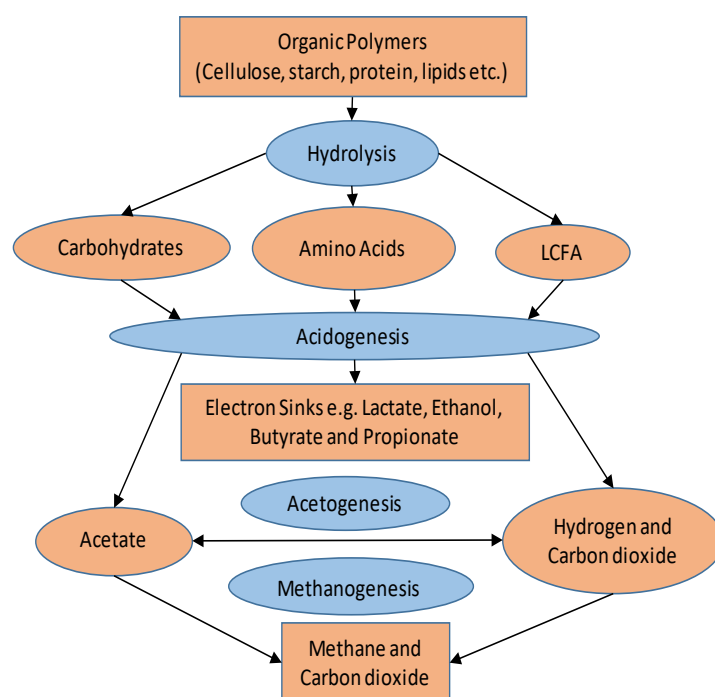 Organic Polymers
(Cellulose, starch, protein, lipids etc.)
Hydrolysis
Carbohydrates
Amino Acids
LCFA
Acidogenesis
Electron Sinks e.g. Lactate, Ethanol,
Butyrate and Propionate
Acetogenesis
Acetate
Hydrogen and
Carbon dioxide
Methanogenesis
Methane and
Carbon dioxide